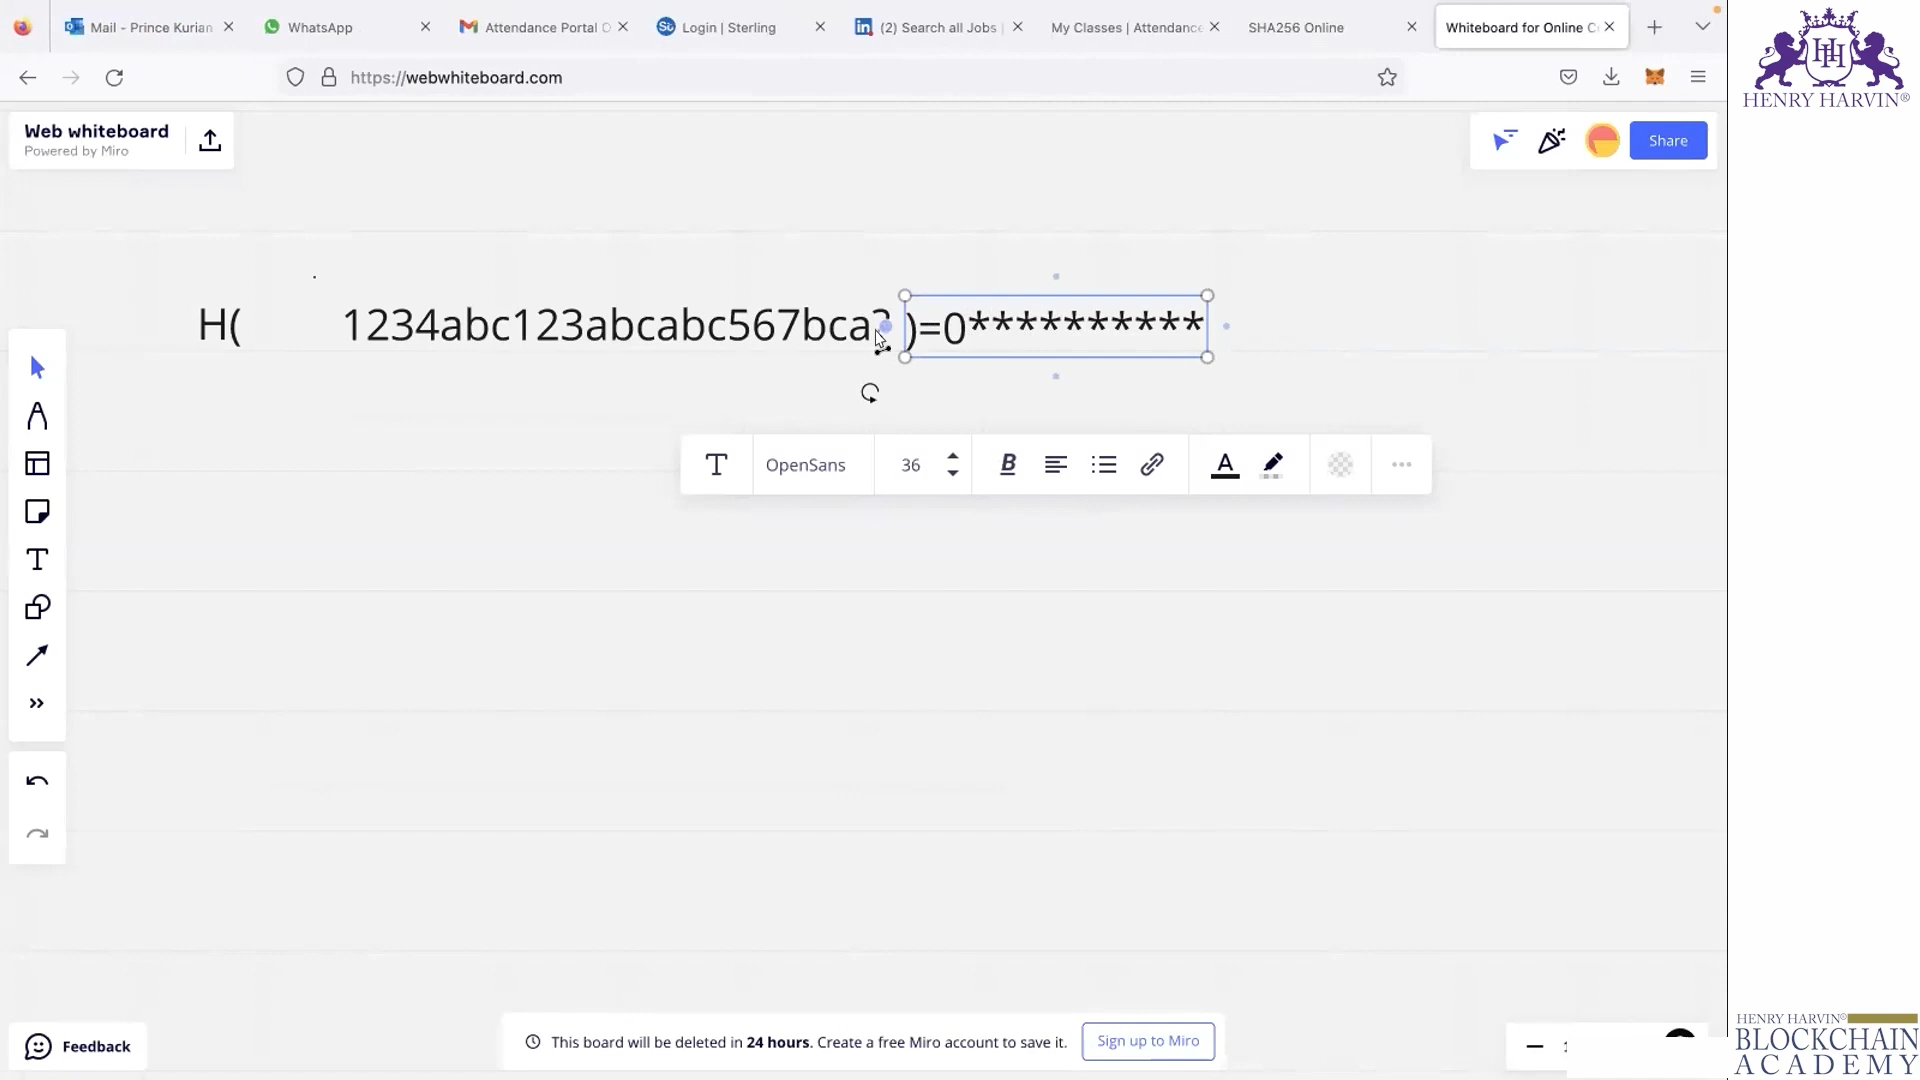 Mail - Prince Kurian
WhatsApp
Attendance Portal D
Login | Sterling
(2) Search all Jobs |
My Classes | Attendance
SHA256 Online
Whiteboard for Online C
https://webwhiteboard.com
HENRY HARVIN®
Web whiteboard
Powered by Miro
Share
H( 1234abc123abcabc567bca? )=0**********
OpenSans
36
B
A
Feedback
This board will be deleted in 24 hours. Create a free Miro account to save it.
Sign up to Miro
HENRY HARVIN®
BLOCKCHAIN
ACADEMY